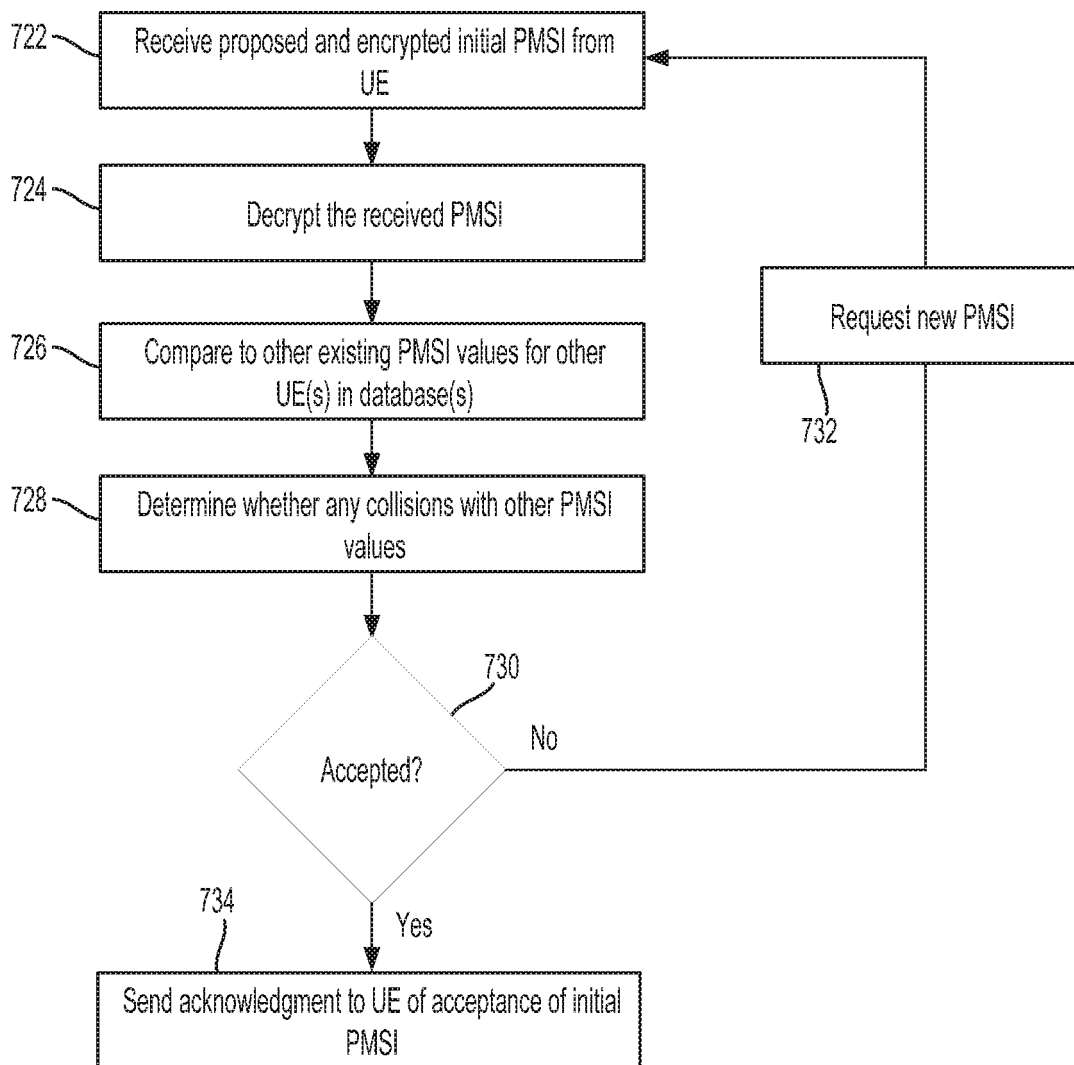 722
Receive proposed and encrypted initial PMSI from
UE
724
Decrypt the received PMSI
726
Compare to other existing PMSI values for other
UE(s) in database(s)
728
Determine whether any collisions with other PMSI
values
730
Accepted?
No
Request new PMSI
732
Yes
734
Send acknowledgment to UE of acceptance of initial
PMSI